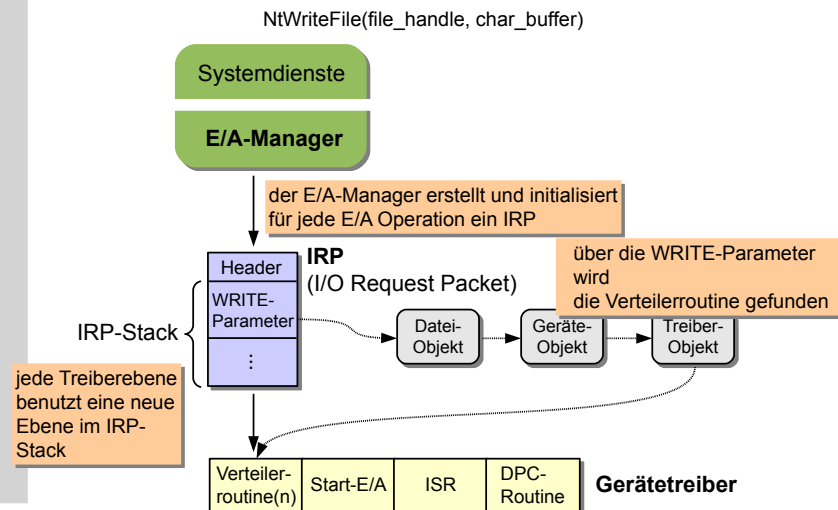 NtWriteFile(file_handle, char_buffer)
Systemdienste
E/A-Manager
der E/A-Manager erstellt und initialisiert
für jede E/A Operation ein IRP
IRP
(I/O Request Packet)
über die WRITE-Parameter
wird
die Verteilerroutine gefunden
Header
WRITE-
Parameter
⋮
IRP-Stack
Datei-
Objekt
Geräte-
Objekt
Treiber-
Objekt
jede Treiberebene
benutzt eine neue
Ebene im IRP-
Stack
Verteiler-
routine(n)
Start-E/A
ISR
DPC-
Routine
Gerätetreiber